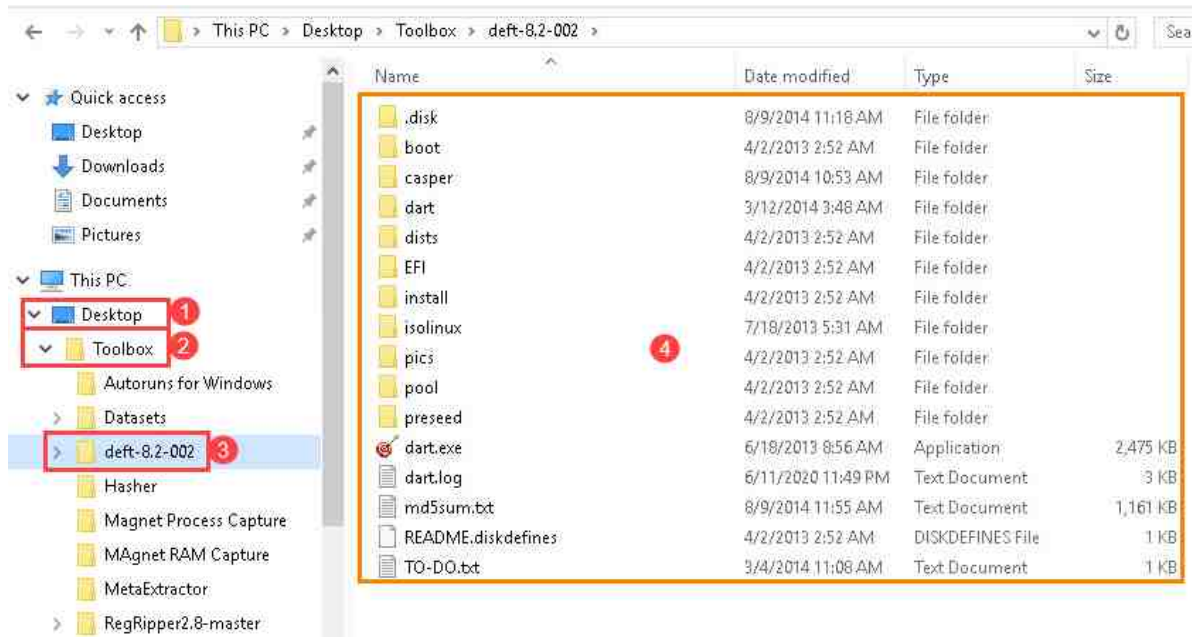 This PC > Desktop > Toolbox > deft-8.2-002 >
Sea
Quick access
Desktop
Downloads
Documents
Pictures
This PC
Desktop 1
Toolbox 2
Autoruns for Windows
Datasets
deft-8.2-002 3
Hasher
Magnet Process Capture
MAgnet RAM Capture
MetaExtractor
RegRipper2.8-master
Name Date modified Type Size
.disk 8/9/2014 11:18 AM File folder
boot 4/2/2013 2:52 AM File folder
casper 8/9/2014 10:53 AM File folder
dart 3/12/2014 3:48 AM File folder
dists 4/2/2013 2:52 AM File folder
EFI 4/2/2013 2:52 AM File folder
install 4/2/2013 2:52 AM File folder
isolinux 7/18/2013 5:31 AM File folder
4
pics 4/2/2013 2:52 AM File folder
pool 4/2/2013 2:52 AM File folder
preseed 4/2/2013 2:52 AM File folder
dart.exe 6/18/2013 8:56 AM Application 2,475 KB
dart.log 6/11/2020 11:49 PM Text Document 3 KB
md5sum.txt 8/9/2014 11:55 AM Text Document 1,161 KB
README.diskdefines 4/2/2013 2:52 AM DISKDEFINES File 1 KB
TO-DO.txt 3/4/2014 11:08 AM Text Document 1 KB